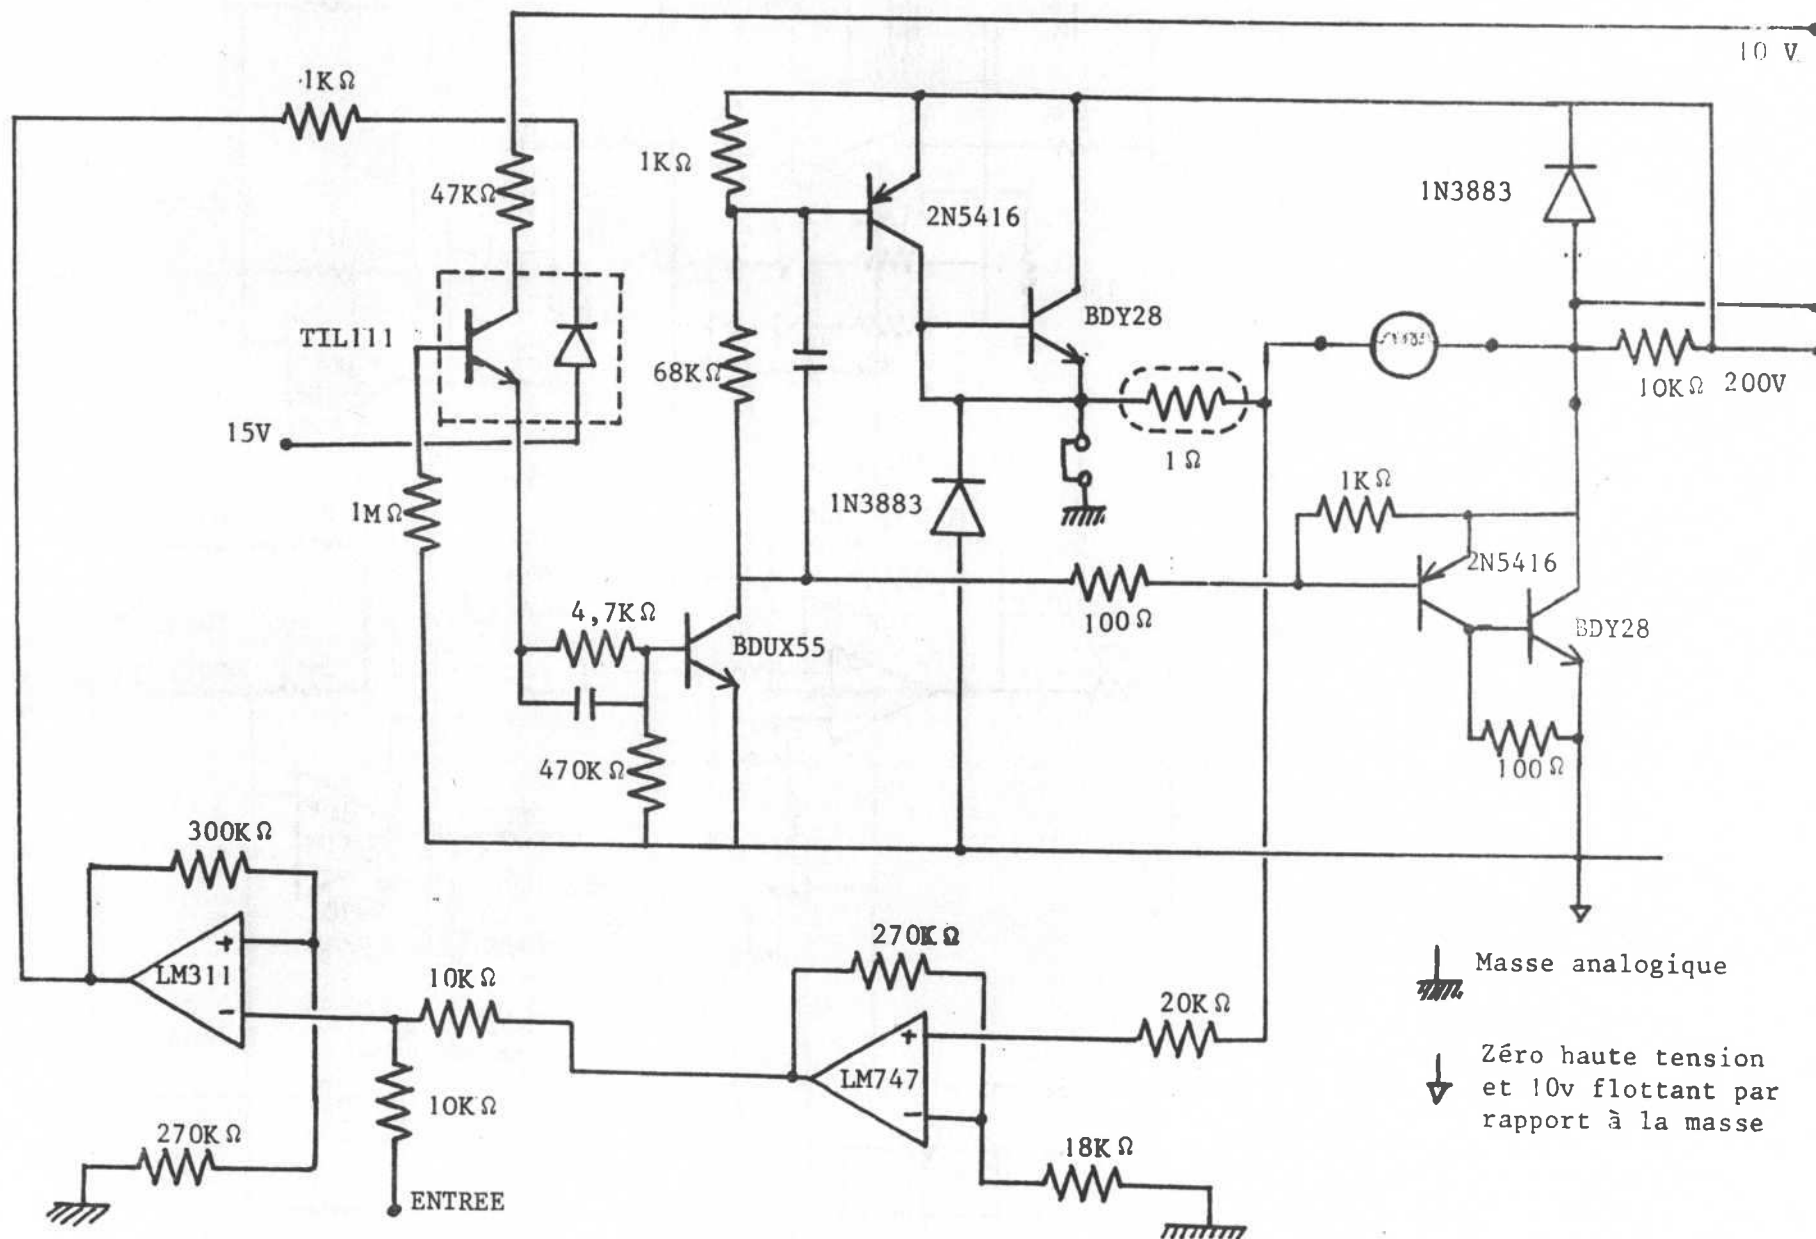 10 V
1KΩ
1KΩ
47KΩ
2N5416
1N3883
TIL111
BDY28
68KΩ
10KΩ 200V
15V
1Ω
1MΩ
1N3883
1KΩ
2N5416
100Ω
4,7KΩ
BDUX55
BDY28
470KΩ
100Ω
300KΩ
+
LM311
-
270KΩ
10KΩ
20KΩ
+
LM747
-
10KΩ
270KΩ
18KΩ
ENTREE
Masse analogique
Zéro haute tension
et 10v flottant par
rapport à la masse